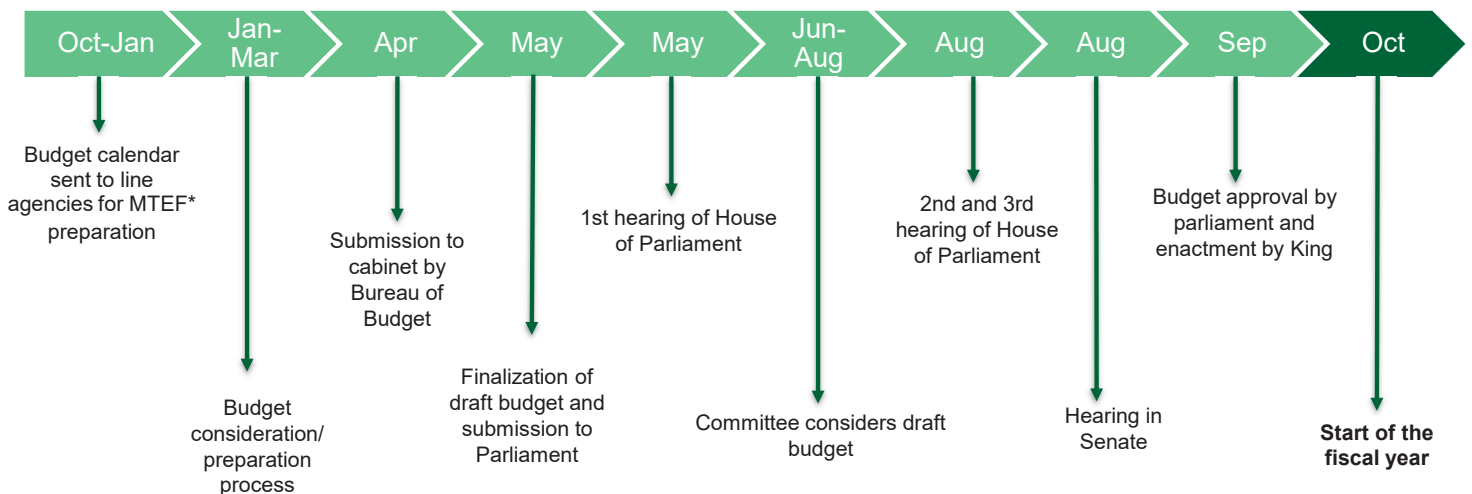 Oct-Jan
Jan-
Mar
Apr
May
May
Jun-
Aug
Aug
Aug
Sep
Oct
Budget calendar
sent to line
agencies for MTEF*
preparation
Budget
consideration/
preparation
process
Submission to
cabinet by
Bureau of
Budget
Finalization of
draft budget and
submission to
Parliament
1st hearing of House
of Parliament
Committee considers draft
budget
2nd and 3rd
hearing of House
of Parliament
Hearing in
Senate
Budget approval by
parliament and
enactment by King
Start of the
fiscal year